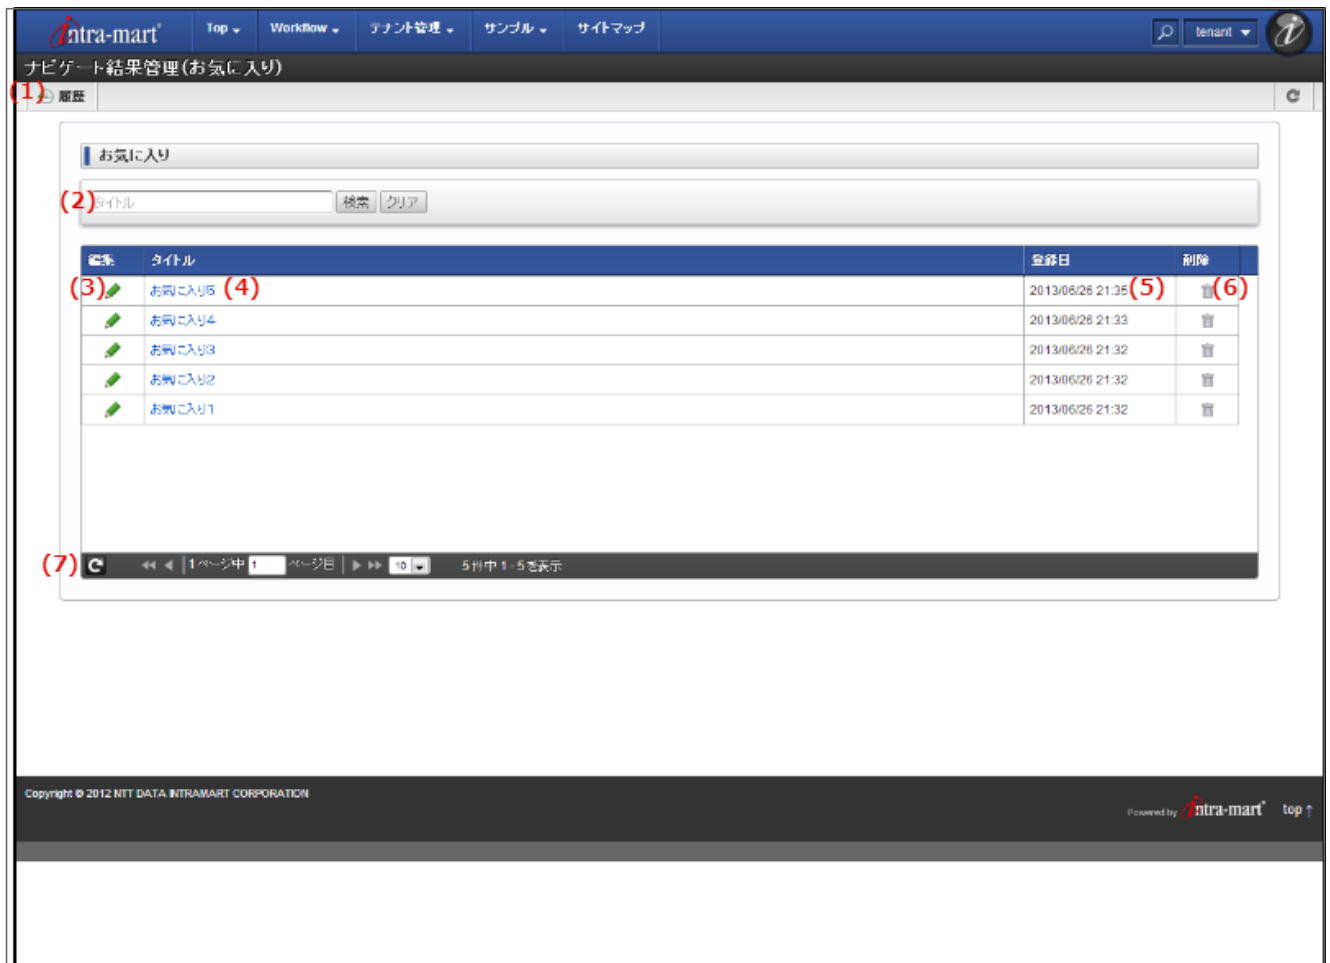 intra-mart Top Workflow テナント管理 サンプル サイトマップ tenant
ナビゲート結果管理(お気に入り)
(1) 履歴
お気に入り
(2) タイトル 検索 クリア
編集 タイトル 登録日 削除
(3) お気に入り5 (4) 2013/06/26 21:35 (5) (6)
お気に入り4 2013/06/26 21:33
お気に入り3 2013/06/26 21:32
お気に入り2 2013/06/26 21:32
お気に入り1 2013/06/26 21:32
(7) 1ページ中 1 ページ目 10 5件中 1 - 5 を表示
Copyright © 2012 NTT DATA INTRAMART CORPORATION
Powered by intra-mart top ↑